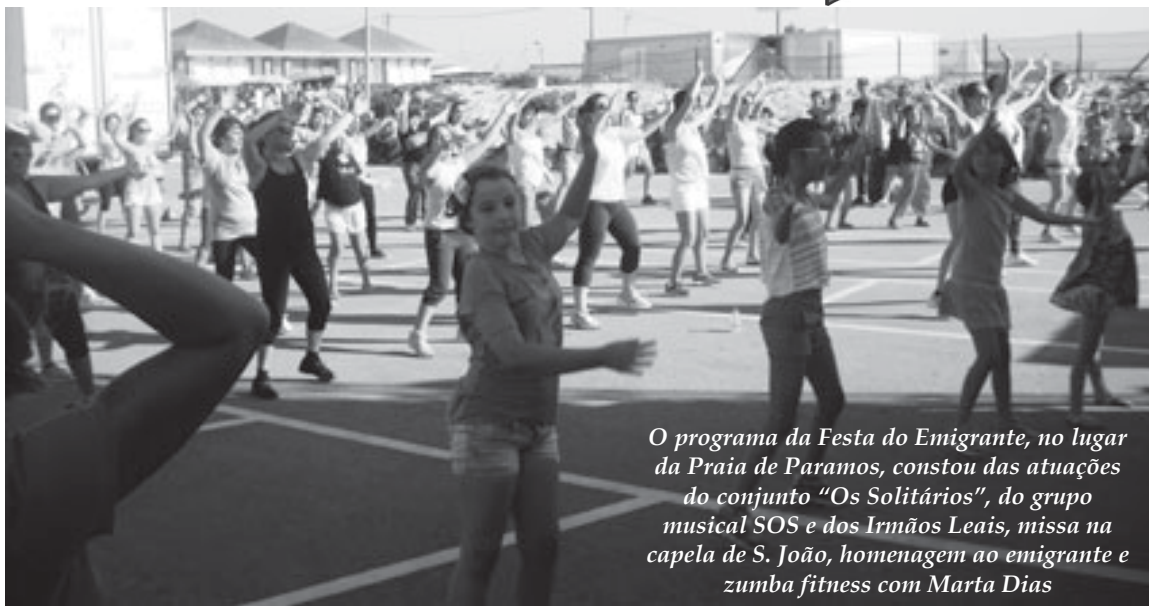 O programa da Festa do Emigrante, no lugar
da Praia de Paramos, constou das atuações
do conjunto “Os Solitários”, do grupo
musical SOS e dos Irmãos Leais, missa na
capela de S. João, homenagem ao emigrante e
zumba fitness com Marta Dias